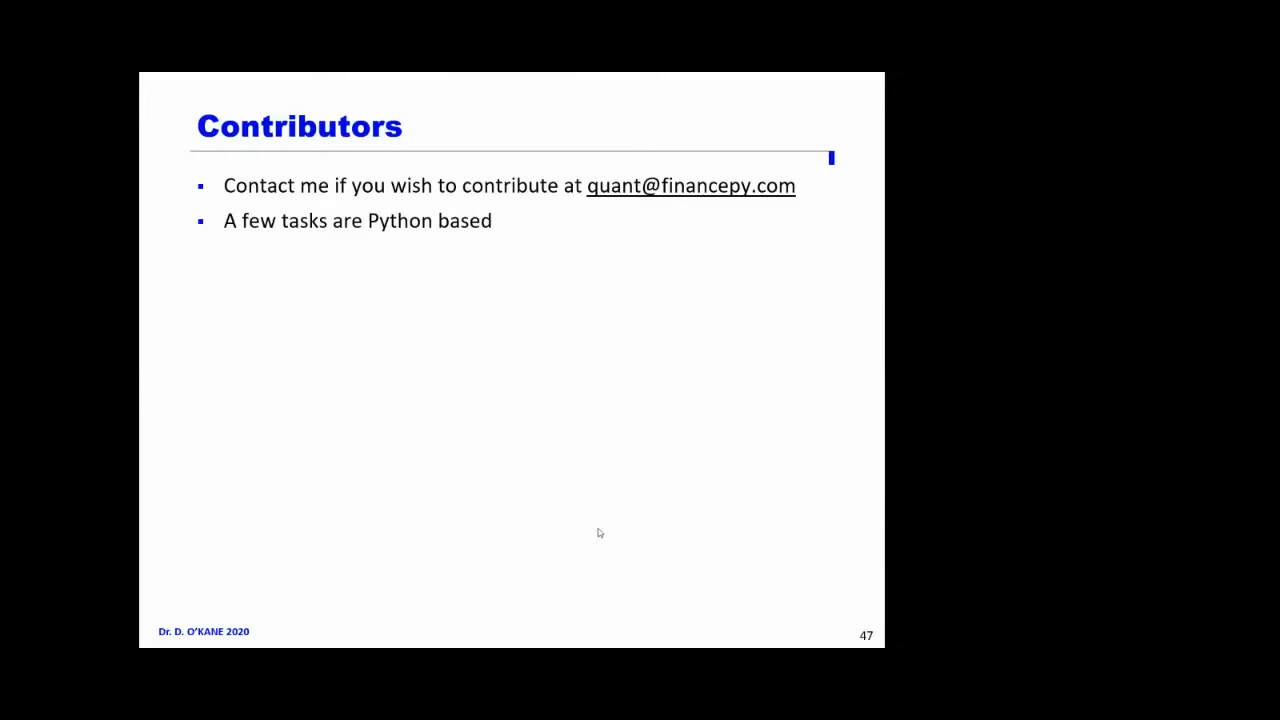 Contributors
Contact me if you wish to contribute at quant@financepy.com
A few tasks are Python based
Dr. D. O'KANE 2020
47